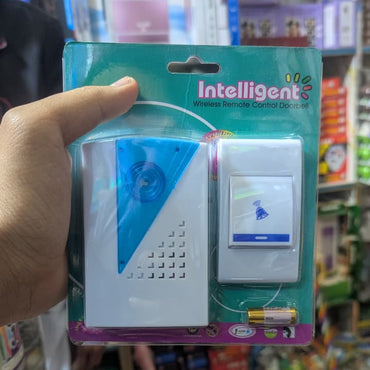 Intelligent
Wireless Remote Control Doorbell